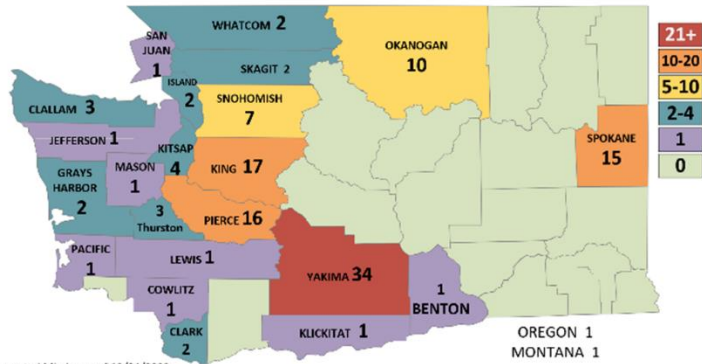 WHATCOM 2
SAN JUAN
1
OKANOGAN
10
SKAGIT 2
ISLAND
2
SNOHOMISH
7
CLALLAM 3
JEFFERSON 1
KITSAP
4
KING 17
MASON
1
GRAYS
HARBOR
2
3
Thurston
PIERCE 16
SPOKANE
15
PACIFIC
1
LEWIS 1
YAKIMA 34
COWLITZ
1
1
BENTON
CLARK
2
KLICKITAT 1
OREGON 1
MONTANA 1
21+
10-20
5-10
2-4
1
0